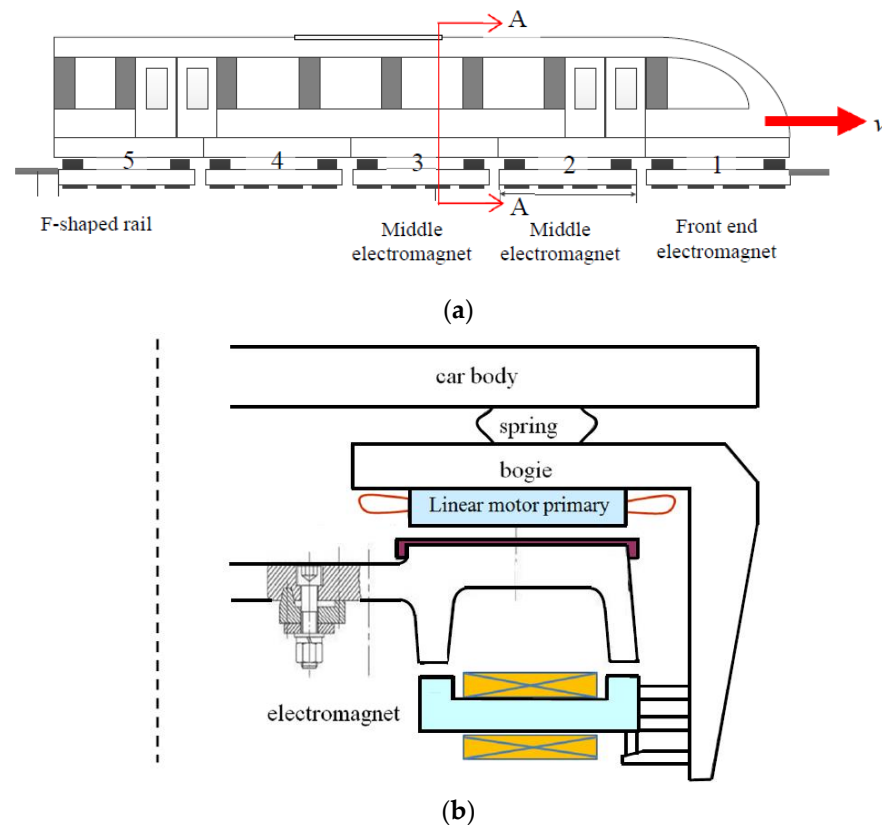 A
v
5
4
3
2
1
A
F-shaped rail
Middle
electromagnet
Middle
electromagnet
Front end
electromagnet
(a)
car body
spring
bogie
Linear motor primary
electromagnet
(b)